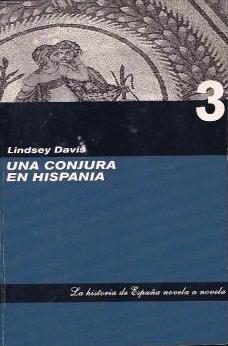 3
Lindsey Davis
UNA CONJURA
EN HISPANIA
La historia de España novela a novela